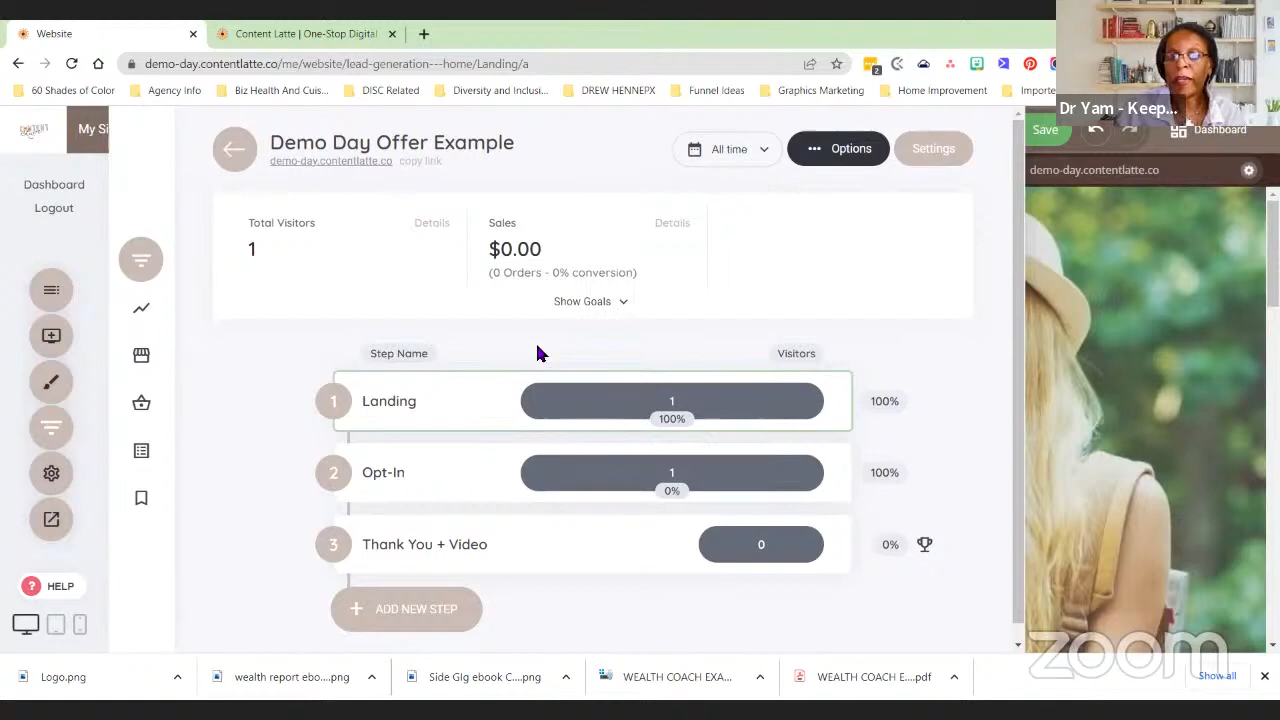 Website
Content Latte | One-Stop Digital
demo-day.contentlatte.co/me/website/lead-generation---home/Landing/a
2
60 Shades of Color
Agency Info
Biz Health And Cuis...
DISC Related
Diversity and Inclusi...
DREW HENNEPX
Funnel Ideas
Graphics Marketing
Home Improvement
Importe
Dr Yam - Keep...
CONTENT
My Si
Dashboard
Logout
HELP
Demo Day Offer Example
demo-day.contentlatte.co copy link
All time
Options
Settings
Save
Dashboard
demo-day.contentlatte.co
Total Visitors
Details
1
Sales
Details
$0.00
(0 Orders - 0% conversion)
Show Goals
Step Name
Visitors
1
Landing
1
100%
100%
2
Opt-In
1
0%
100%
3
Thank You + Video
0
0%
+ ADD NEW STEP
zoom
Logo.png
wealth report ebo....png
Side Gig ebook C....png
WEALTH COACH EXA...
WEALTH COACH E....pdf
Show all